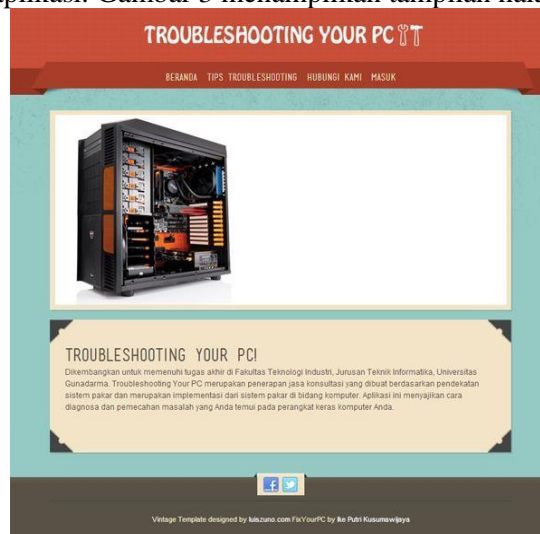 aplikasi. Gambar 3 menampilkan tampilan
TROUBLESHOOTING YOUR PC
BERANDA TIPS TROUBLESHOOTING HUBUNGI KAMI MASUK
TROUBLESHOOTING YOUR PC!
Dikembangkan untuk memenuhi tugas akhir di Fakultas Teknologi Industri, Jurusan Teknik Informatika, Universitas
Gunadarma. Troubleshooting Your PC merupakan penerapan jasa konsultasi yang dibuat berdasarkan pendekatan
sistem pakar dan merupakan implementasi dari sistem pakar di bidang komputer. Aplikasi ini menyajikan cara
diagnosa dan pemecahan masalah yang Anda temui pada perangkat keras komputer Anda.
Vintage Template designed by luiszuno.com FixYourPC by Ike Putri Kusumawijaya